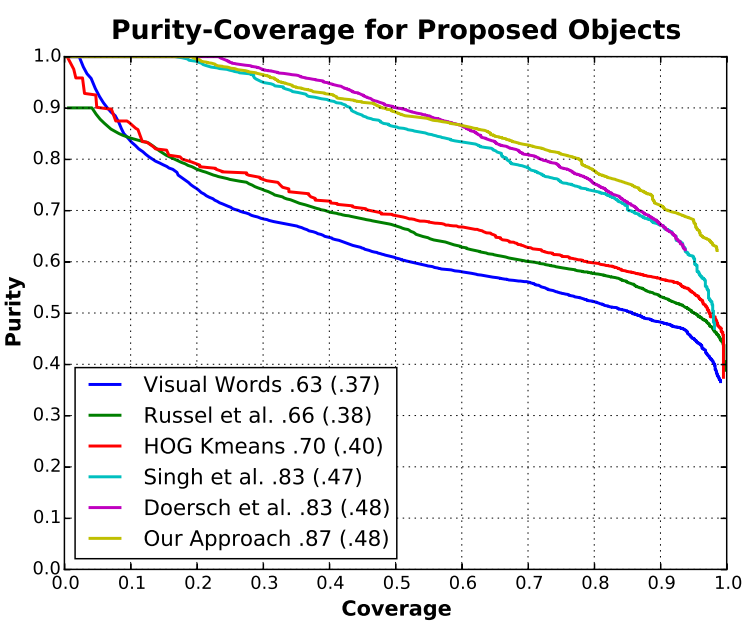 Purity-Coverage for Proposed Objects
1.0
0.9
0.8
0.7
0.6
0.5
0.4
0.3
0.2
0.1
0.0
Purity
Visual Words .63 (.37)
Russel et al. .66 (.38)
HOG Kmeans .70 (.40)
Singh et al. .83 (.47)
Doersch et al. .83 (.48)
Our Approach .87 (.48)
0.0 0.1 0.2 0.3 0.4 0.5 0.6 0.7 0.8 0.9 1.0
Coverage